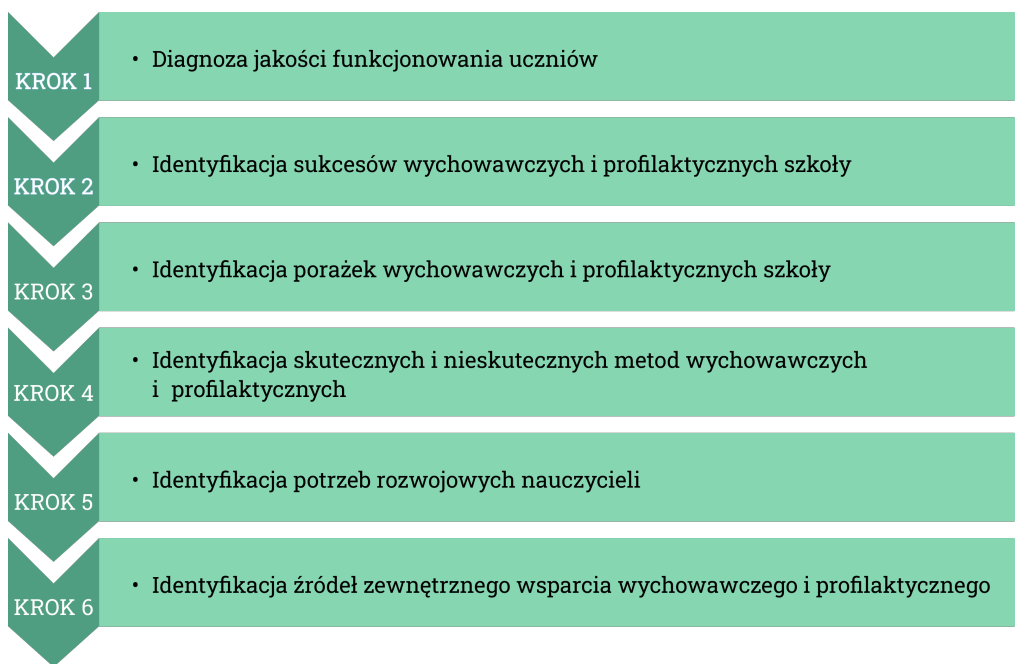 KROK 1
• Diagnoza jakości funkcjonowania uczniów
KROK 2
• Identyfikacja sukcesów wychowawczych i profilaktycznych szkoły
KROK 3
• Identyfikacja porażek wychowawczych i profilaktycznych szkoły
KROK 4
• Identyfikacja skutecznych i nieskutecznych metod wychowawczych
i profilaktycznych
KROK 5
• Identyfikacja potrzeb rozwojowych nauczycieli
KROK 6
• Identyfikacja źródeł zewnętrznego wsparcia wychowawczego i profilaktycznego